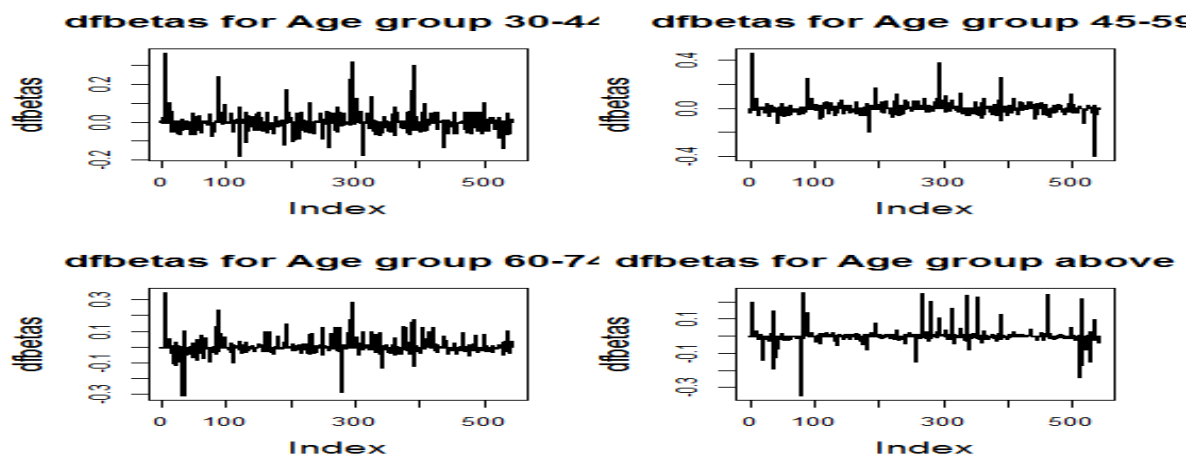 dfbetas for Age group 30-44
dfbetas
0.2
0.0
-0.2
0
100
300
500
Index
dfbetas for Age group 45-59
dfbetas
0.4
0.0
-0.4
0
100
300
500
Index
dfbetas for Age group 60-74
dfbetas
0.3
0.1
-0.1
-0.3
0
100
300
500
Index
dfbetas for Age group above
dfbetas
0.1
-0.1
-0.3
0
100
300
500
Index